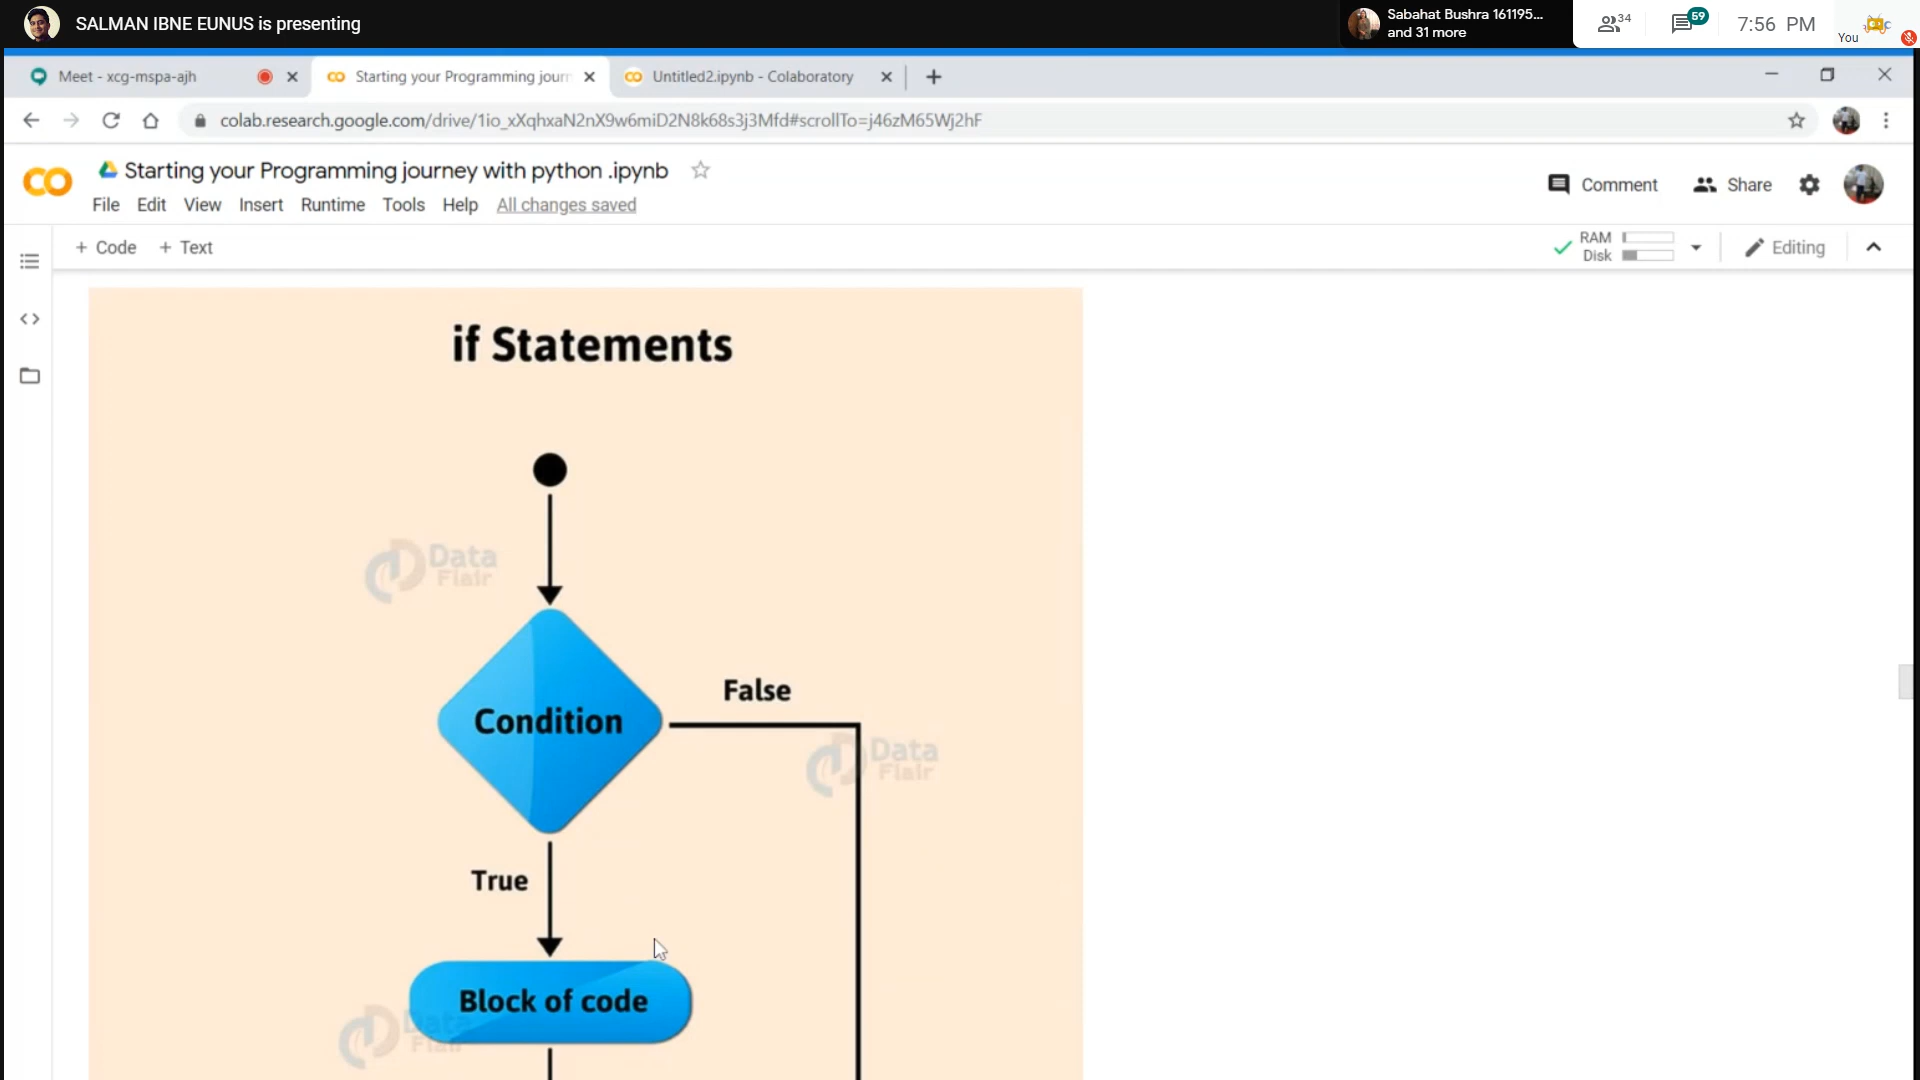 SALMAN IBNE EUNUS is presenting
Sabahat Bushra 161195...
and 31 more
34
59
7:56 PM
You
Meet - xcg-mspa-ajh
Starting your Programming journ
Untitled2.ipynb - Colaboratory
colab.research.google.com/drive/1io_xXqhxaN2nX9w6miD2N8k68s3j3Mfd#scrollTo=j46zM65Wj2hF
Starting your Programming journey with python .ipynb
Comment
Share
File Edit View Insert Runtime Tools Help All changes saved
+ Code + Text
RAM
Disk
Editing
if Statements
Data
Flair
Condition
False
Data
Flair
True
Block of code
Data
Flair